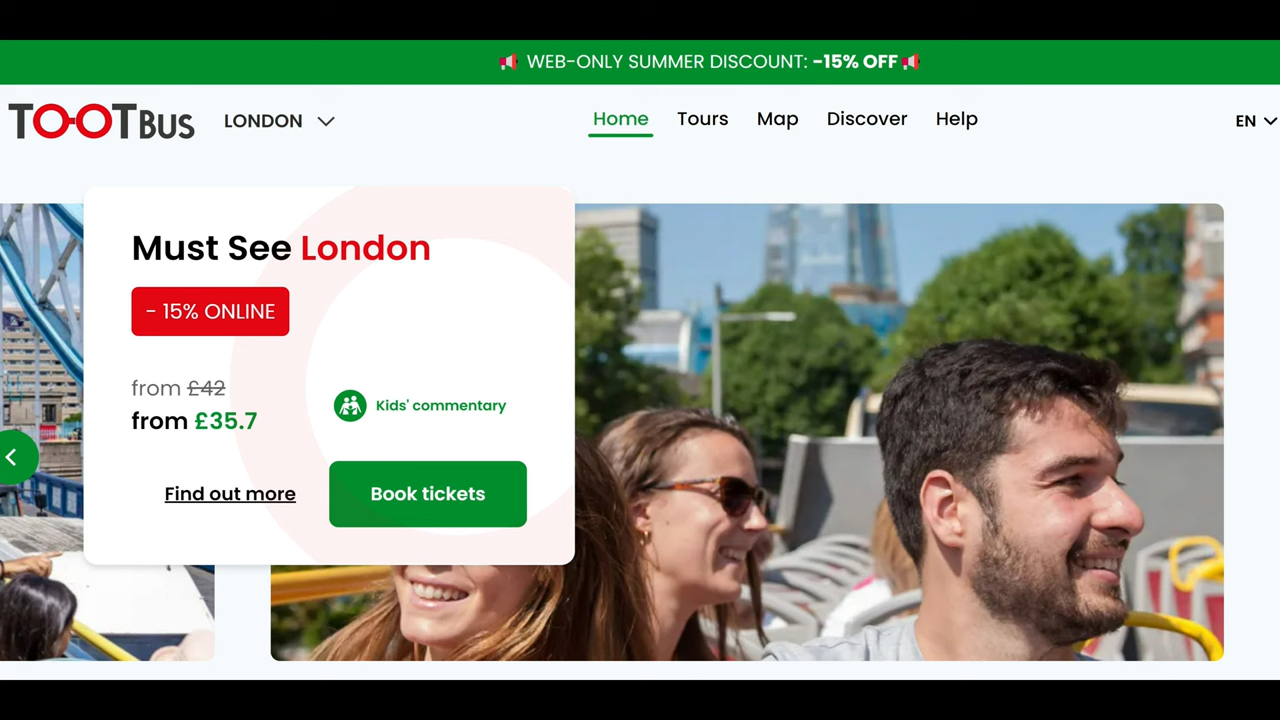 WEB-ONLY SUMMER DISCOUNT: -15% OFF
TOOTBUS LONDON Home Tours Map Discover Help EN
Must See London
- 15% ONLINE
from £42
from £35.7
Kids' commentary
Find out more
Book tickets